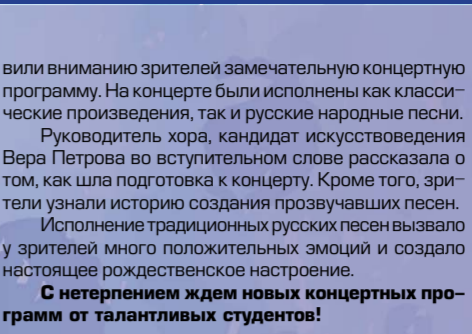 вили вниманию зрителей замечательную концертную
программу. На концерте были исполнены как класси-
ческие произведения, так и русские народные песни.
Руководитель хора, кандидат искусствоведения
Вера Петрова во вступительном слове рассказала о
том, как шла подготовка к концерту. Кроме того, зри-
тели узнали историю создания прозвучавших песен.
Исполнение традиционных русских песен вызвало
у зрителей много положительных эмоций и создало
настоящее рождественское настроение.
С нетерпением ждем новых концертных про-
грамм от талантливых студентов!